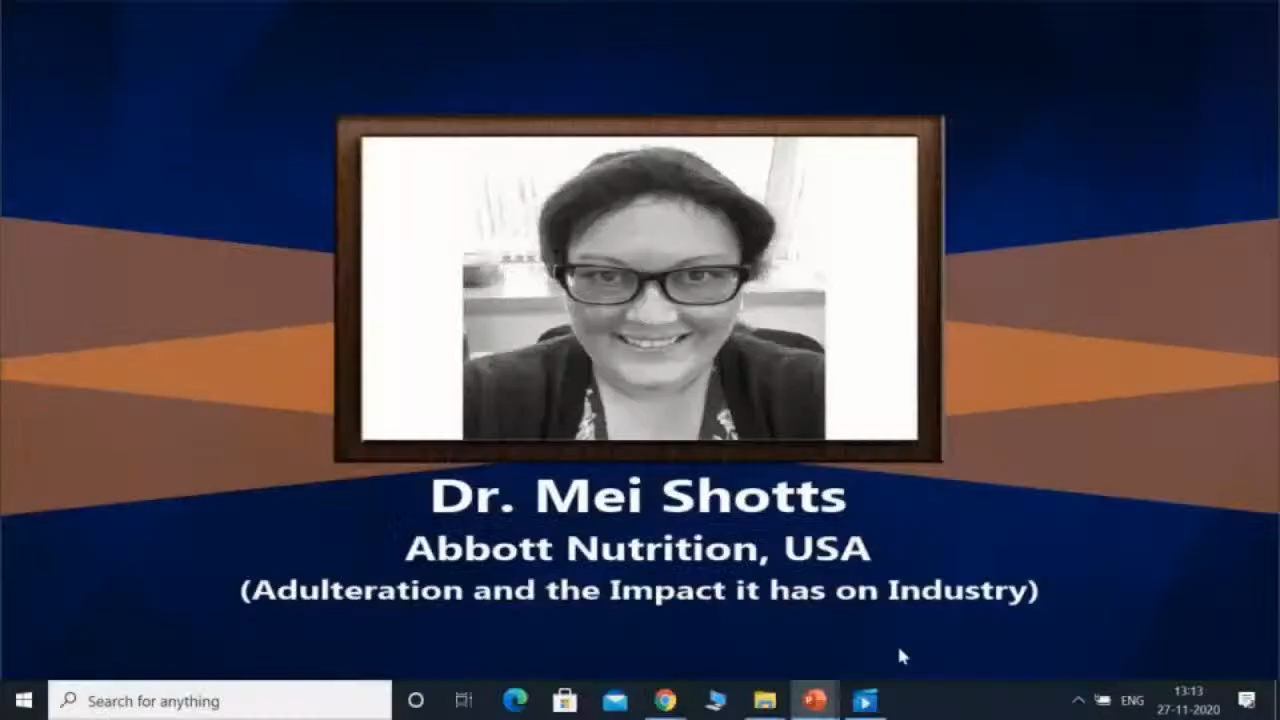 Dr. Mei Shotts
Abbott Nutrition, USA
(Adulteration and the Impact it has on Industry)
Search for anything
ENG
13:13
27-11-2020